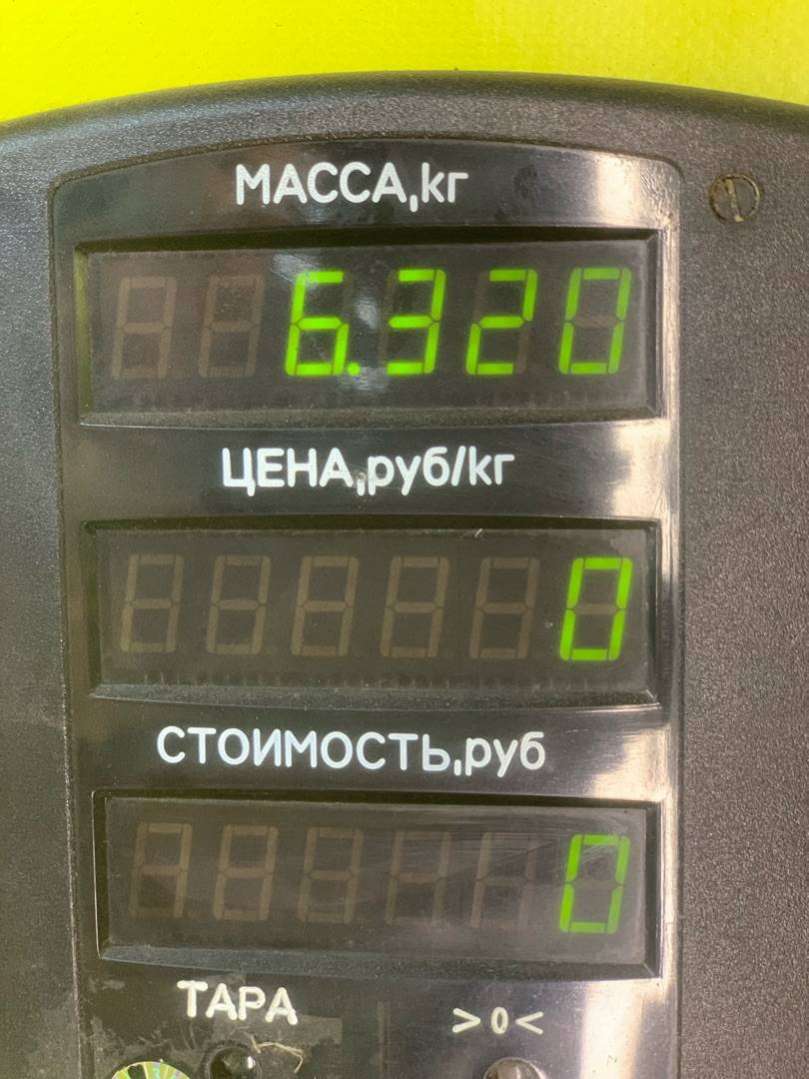 МАССА,кг
6.320
ЦЕНА,руб/кг
0
СТОИМОСТЬ,руб
0
ТАРА >0<